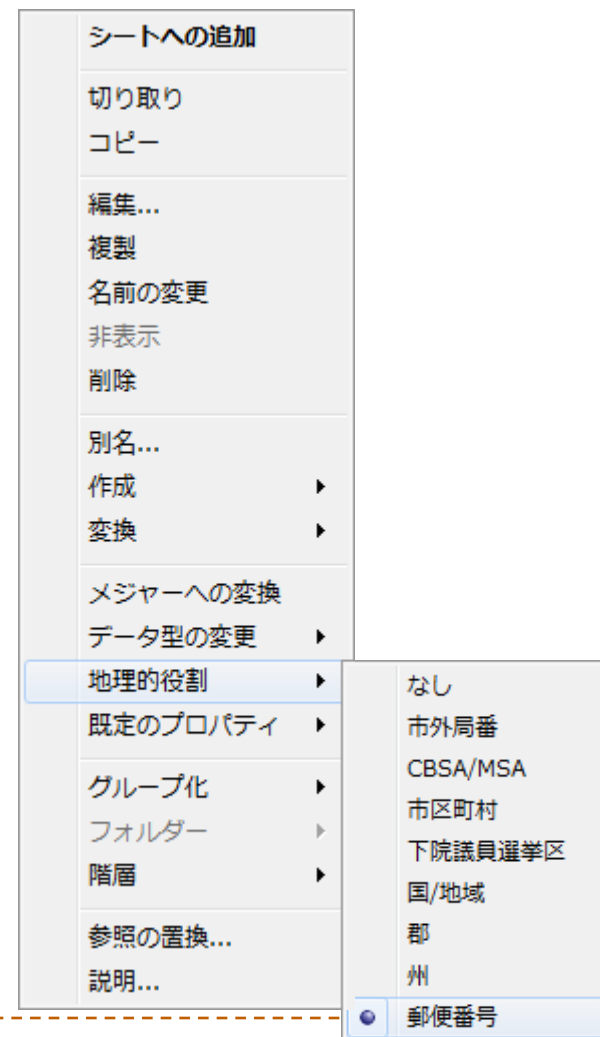 シートへの追加
切り取り
コピー
編集...
複製
名前の変更
非表示
削除
別名...
作成
変換
メジャーへの変換
データ型の変更
地理的役割
既定のプロパティ
グループ化
フォルダー
階層
参照の置換...
説明...
なし
市外局番
CBSA/MSA
市区町村
下院議員選挙区
国/地域
郡
州
郵便番号